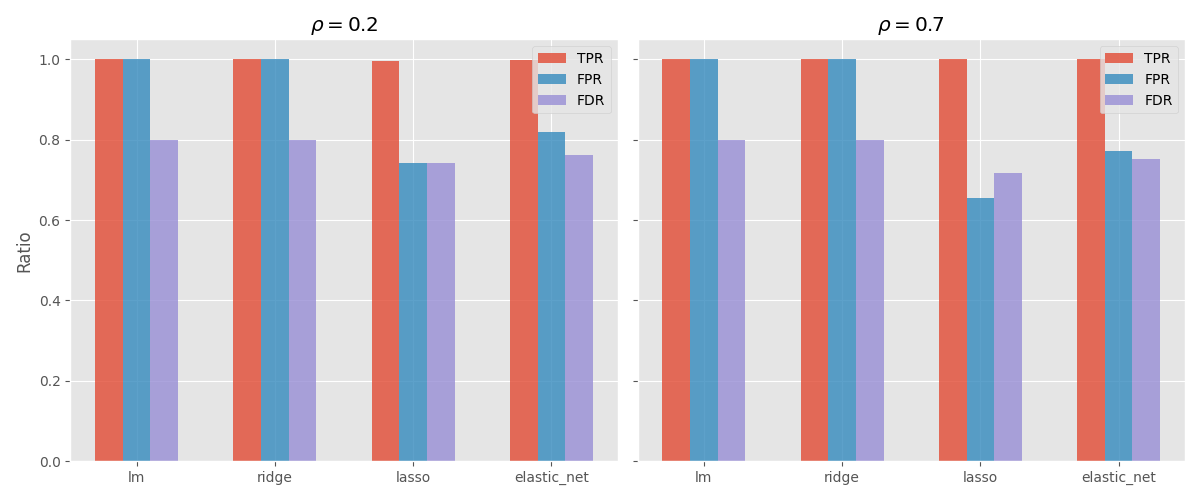 ρ = 0.2
ρ = 0.7
Ratio
1.0
0.8
0.6
0.4
0.2
0.0
TPR
FPR
FDR
TPR
FPR
FDR
lm ridge lasso elastic_net
lm ridge lasso elastic_net